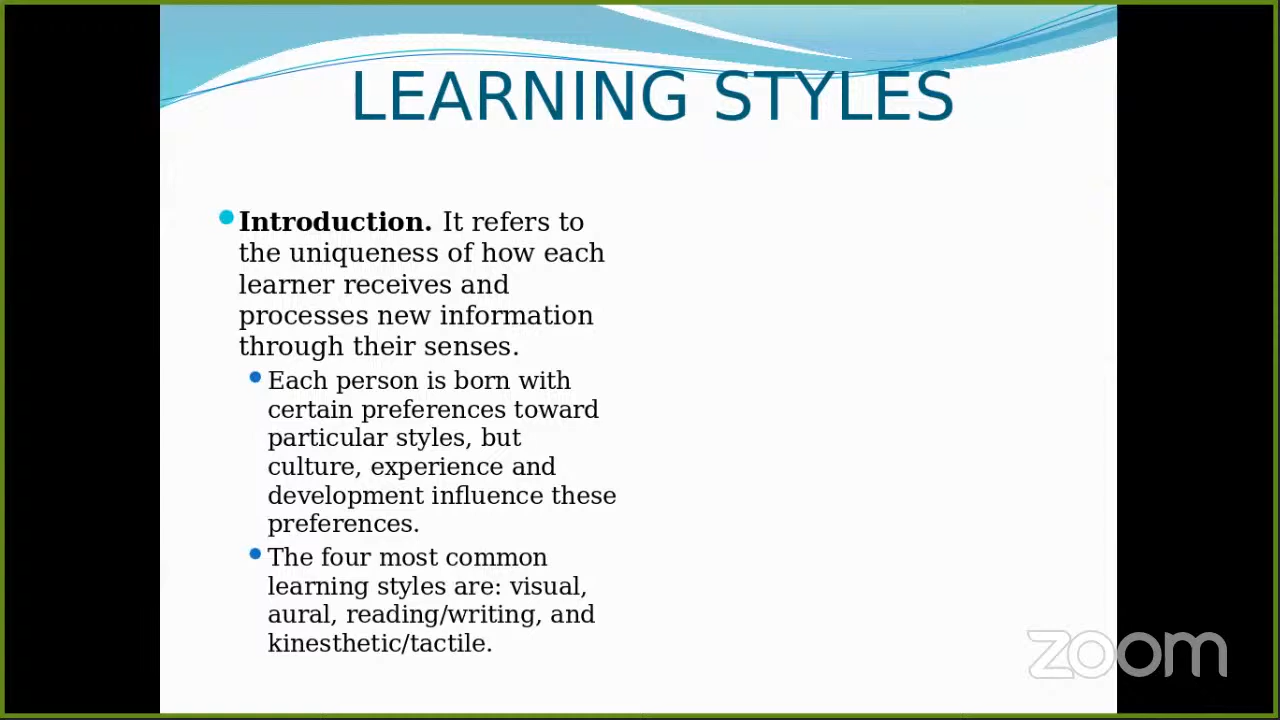 LEARNING STYLES
Introduction. It refers to
the uniqueness of how each
learner receives and
processes new information
through their senses.
Each person is born with
certain preferences toward
particular styles, but
culture, experience and
development influence these
preferences.
The four most common
learning styles are: visual,
aural, reading/writing, and
kinesthetic/tactile.
zoom